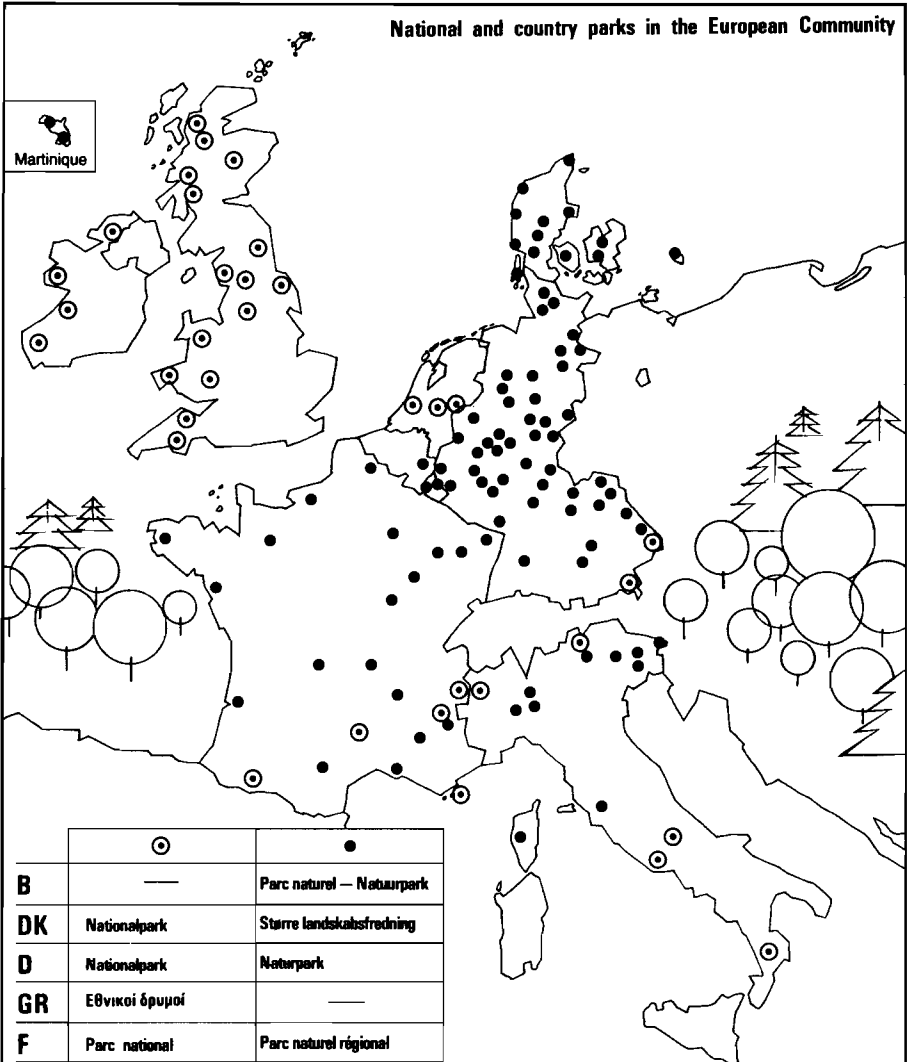 National and country parks in the European Community
Martinique
B — Parc naturel – Natuurpark
DK Nationalpark Større landskabsfredning
D Nationalpark Naturpark
GR Εθνικοί δρυμοί —
F Parc national Parc naturel régional